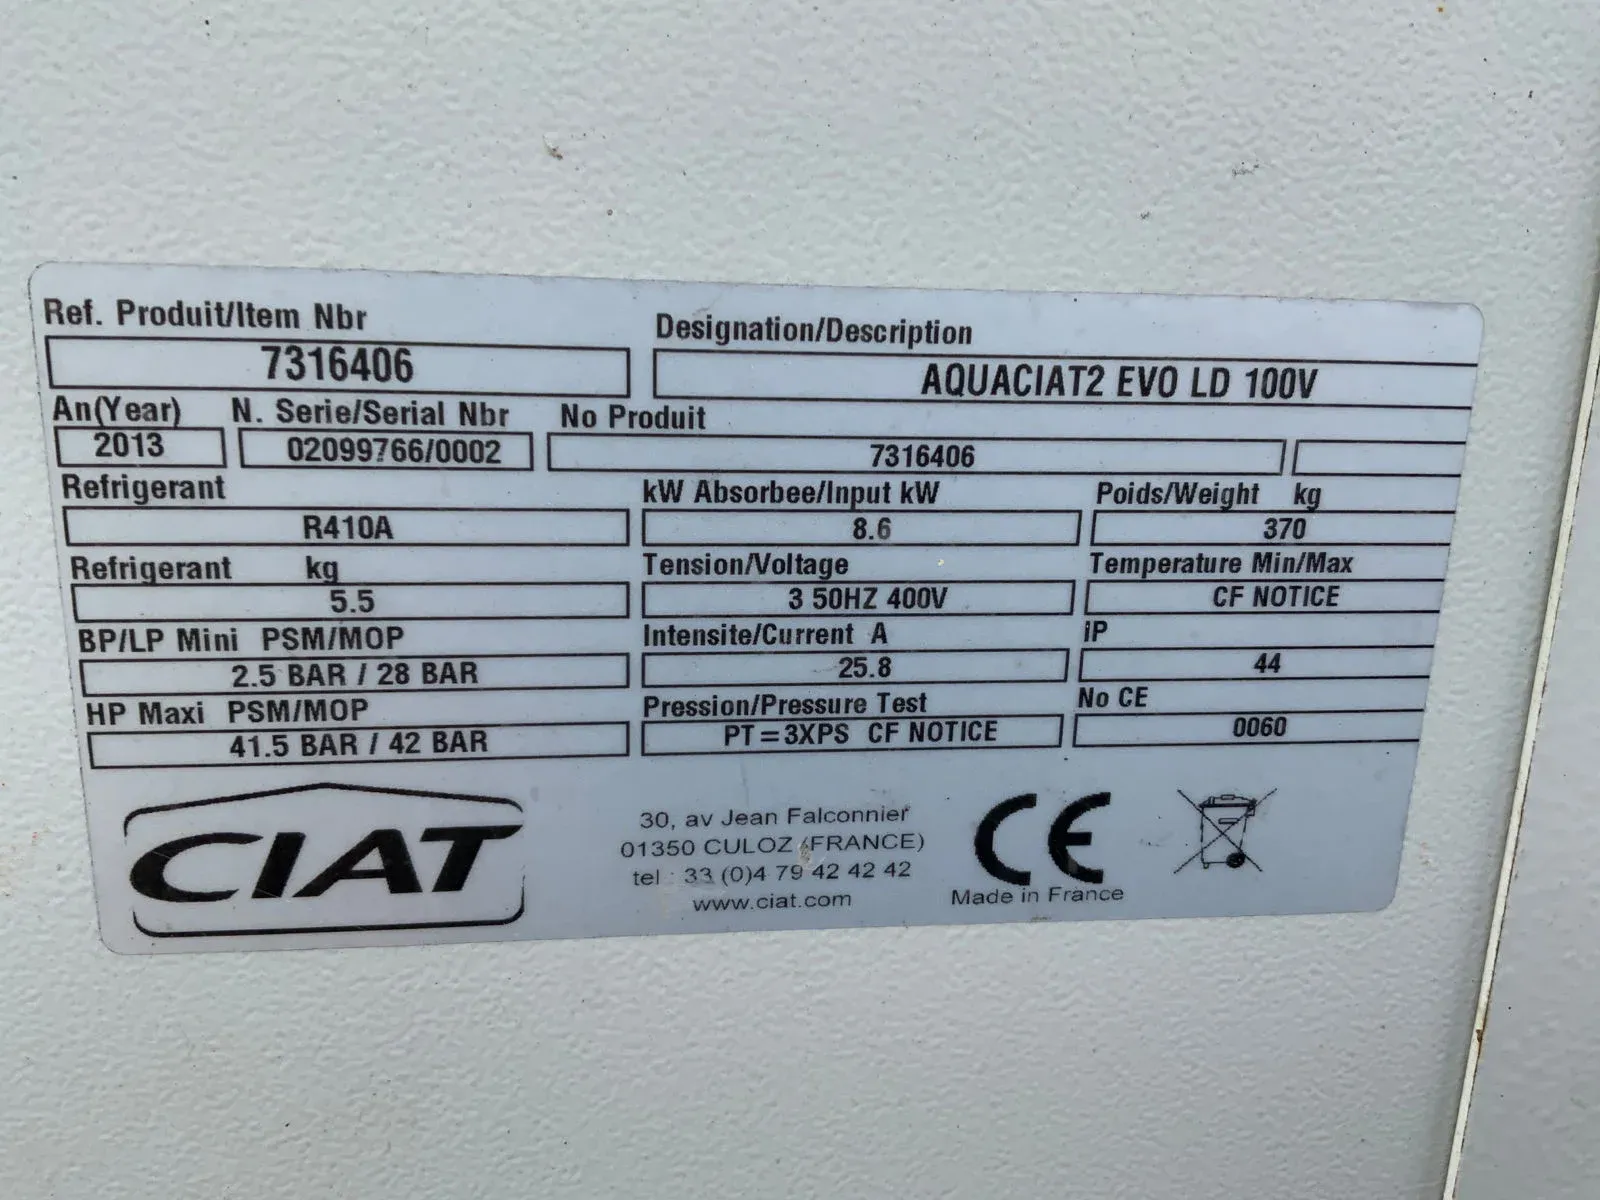 Ref. Produit/Item Nbr
7316406
Designation/Description
AQUACIAT2 EVO LD 100V
An(Year)
2013
N. Serie/Serial Nbr
02099766/0002
No Produit
7316406
Refrigerant
R410A
kW Absorbee/Input kW
8.6
Poids/Weight kg
370
Refrigerant kg
5.5
Tension/Voltage
3 50HZ 400V
Temperature Min/Max
CF NOTICE
BP/LP Mini PSM/MOP
2.5 BAR / 28 BAR
Intensite/Current A
25.8
IP
44
HP Maxi PSM/MOP
41.5 BAR / 42 BAR
Pression/Pressure Test
PT=3XPS CF NOTICE
No CE
0060
CIAT
30, av Jean Falconnier
01350 CULOZ (FRANCE)
tel : 33 (0)4 79 42 42 42
www.ciat.com
CE
Made in France